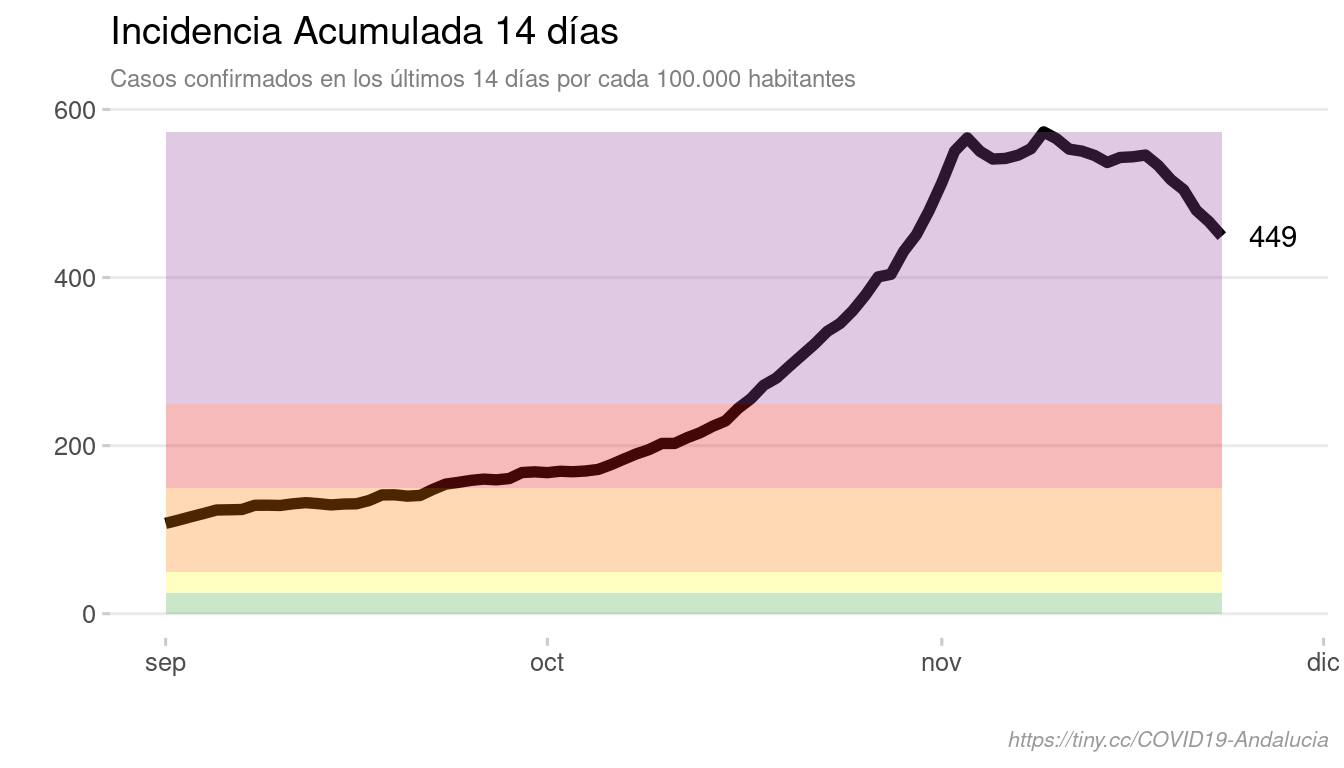 Incidencia Acumulada 14 días
Casos confirmados en los últimos 14 días por cada 100.000 habitantes
600
449
400
200
0
sep oct nov dic
https://tiny.cc/COVID19-Andalucia